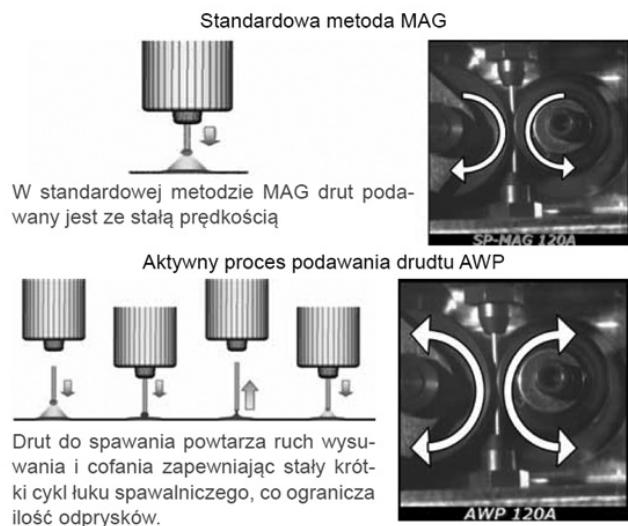 Standardowa metoda MAG
W standardowej metodzie MAG drut poda-
wany jest ze stałą prędkością
SP-MAG 120A
Aktywny proces podawania drudtu AWP
Drut do spawania powtarza ruch wysu-
wania i cofania zapewniając stały krót-
ki cykl łuku spawalniczego, co ogranicza
ilość odprysków.
AWP 120A